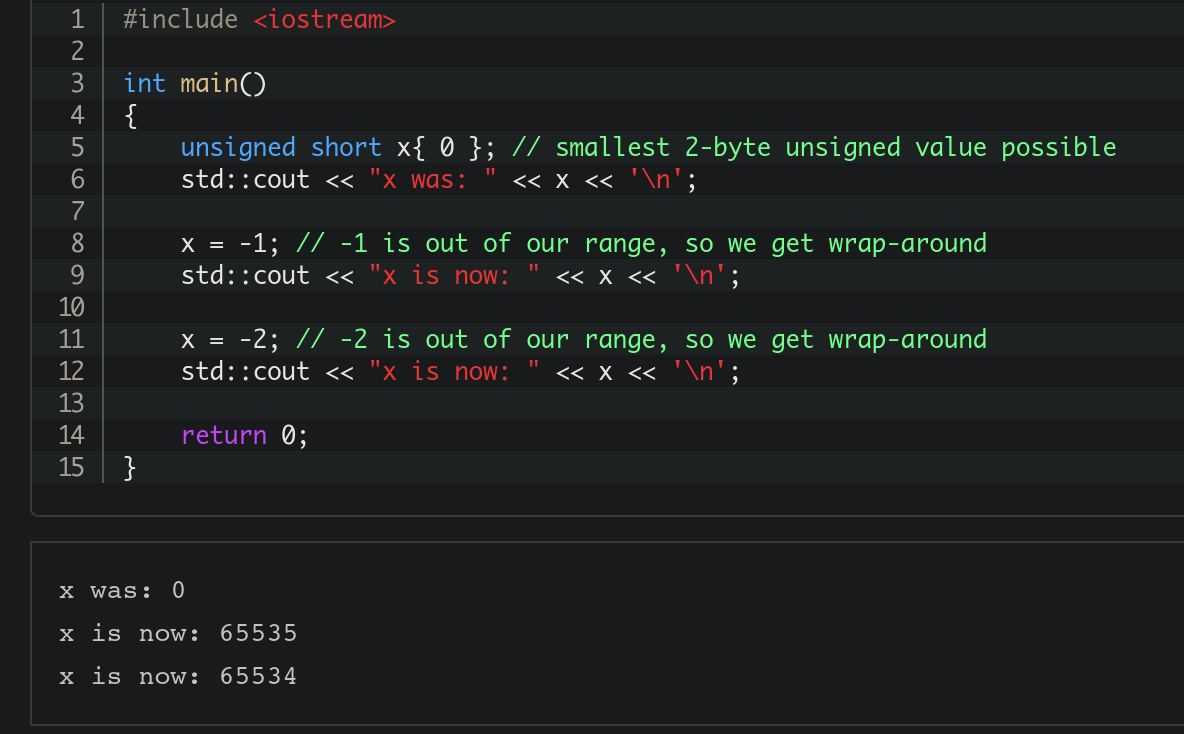 1 #include <iostream>
2
3 int main()
4 {
5     unsigned short x{ 0 }; // smallest 2-byte unsigned value possible
6     std::cout << "x was: " << x << '\n';
7
8     x = -1; // -1 is out of our range, so we get wrap-around
9     std::cout << "x is now: " << x << '\n';
10
11     x = -2; // -2 is out of our range, so we get wrap-around
12     std::cout << "x is now: " << x << '\n';
13
14     return 0;
15 }
x was: 0
x is now: 65535
x is now: 65534